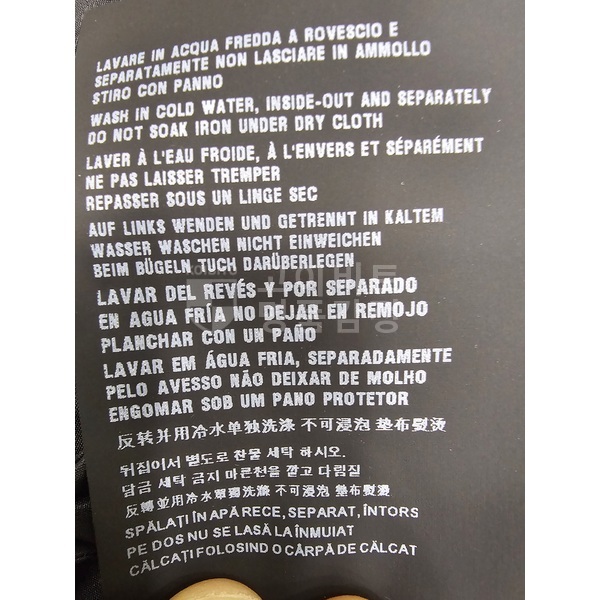 LAVARE IN ACQUA FREDDA A ROVESCIO E
SEPARATAMENTE NON LASCIARE IN AMMOLLO
STIRO CON PANNO
WASH IN COLD WATER, INSIDE-OUT AND SEPARATELY
DO NOT SOAK IRON UNDER DRY CLOTH
LAVER À L'EAU FROIDE, À L'ENVERS ET SÉPARÉMENT
NE PAS LAISSER TREMPER
REPASSER SOUS UN LINGE SEC
AUF LINKS WENDEN UND GETRENNT IN KALTEM
WASSER WASCHEN NICHT EINWEICHEN
BEIM BÜGELN TUCH DARÜBERLEGEN
LAVAR DEL REVÉS Y POR SEPARADO
EN AGUA FRÍA NO DEJAR EN REMOJO
PLANCHAR CON UN PAÑO
LAVAR EM ÁGUA FRIA, SEPARADAMENTE
PELO AVESSO NÃO DEIXAR DE MOLHO
ENGOMAR SOB UM PANO PROTETOR
反转并用冷水单独洗涤 不可浸泡 垫布熨烫
뒤집어서 별도로 찬물 세탁 하시오.
담금 세탁 금지 마른천을 깔고 다림질
反轉並用冷水單獨洗滌 不可浸泡 墊布熨燙
SPĂLAȚI ÎN APĂ RECE, SEPARAT, ÎNTORS
PE DOS NU SE LASĂ LA ÎNMUIAT
CĂLCAȚI FOLOSIND O CÂRPĂ DE CĂLCAT